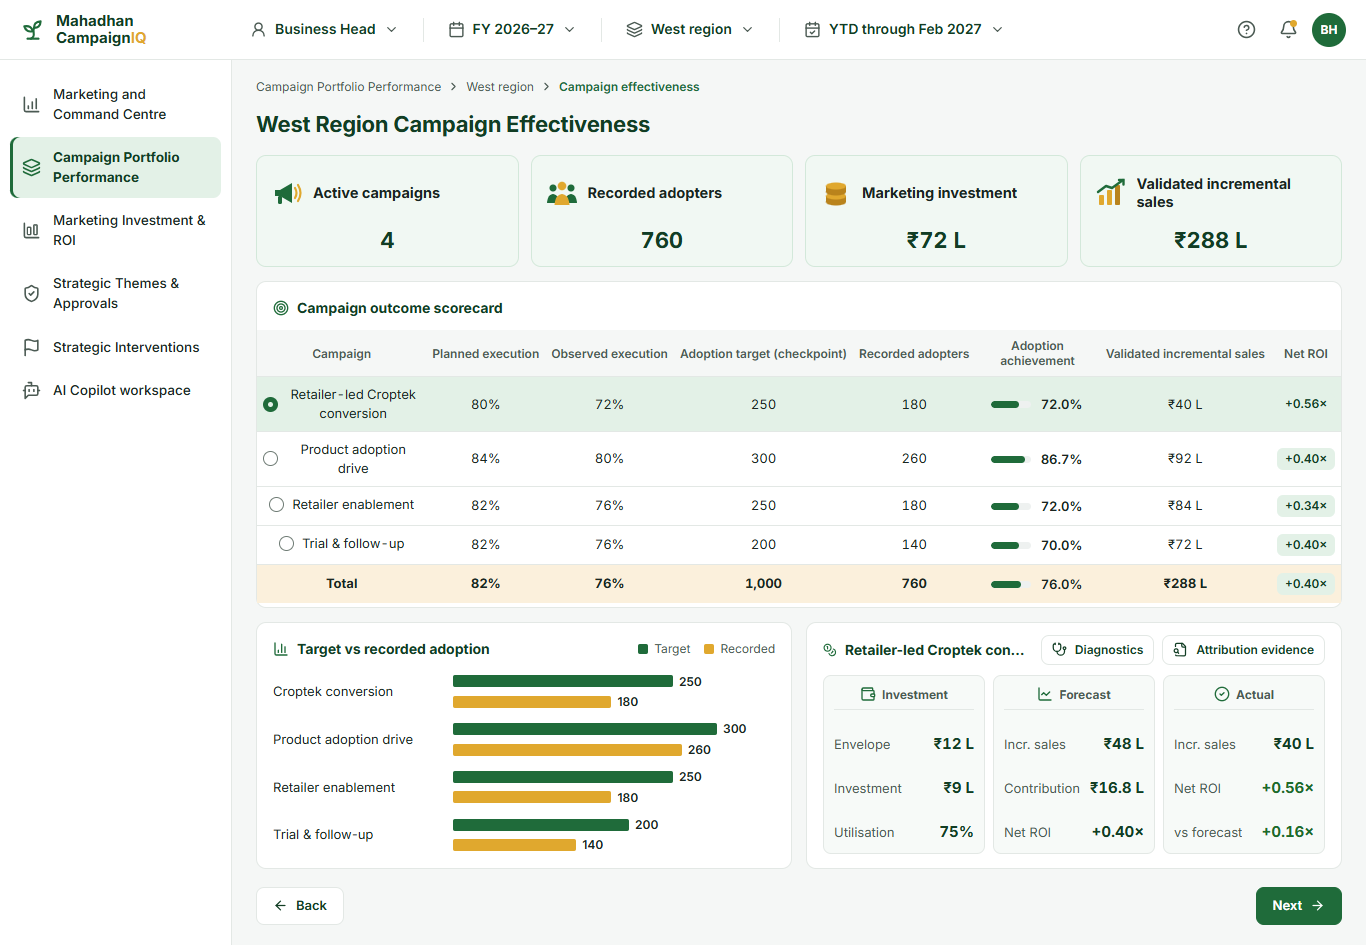 Mahadhan
CampaignIQ
Business Head
FY 2026–27
West region
YTD through Feb 2027
BH
Marketing and
Command Centre
Campaign Portfolio
Performance
Marketing Investment &
ROI
Strategic Themes &
Approvals
Strategic Interventions
AI Copilot workspace
Campaign Portfolio Performance > West region > Campaign effectiveness
West Region Campaign Effectiveness
Active campaigns
4
Recorded adopters
760
Marketing investment
₹72 L
Validated incremental
sales
₹288 L
Campaign outcome scorecard
Campaign Planned execution Observed execution Adoption target (checkpoint) Recorded adopters Adoption achievement Validated incremental sales Net ROI
Retailer-led Croptek conversion 80% 72% 250 180 72.0% ₹40 L +0.56×
Product adoption drive 84% 80% 300 260 86.7% ₹92 L +0.40×
Retailer enablement 82% 76% 250 180 72.0% ₹84 L +0.34×
Trial & follow-up 82% 76% 200 140 70.0% ₹72 L +0.40×
Total 82% 76% 1,000 760 76.0% ₹288 L +0.40×
Target vs recorded adoption
Target
Recorded
Croptek conversion 250 180
Product adoption drive 300 260
Retailer enablement 250 180
Trial & follow-up 200 140
Retailer-led Croptek con...
Diagnostics
Attribution evidence
Investment
Envelope ₹12 L
Investment ₹9 L
Utilisation 75%
Forecast
Incr. sales ₹48 L
Contribution ₹16.8 L
Net ROI +0.40×
Actual
Incr. sales ₹40 L
Net ROI +0.56×
vs forecast +0.16×
Back
Next